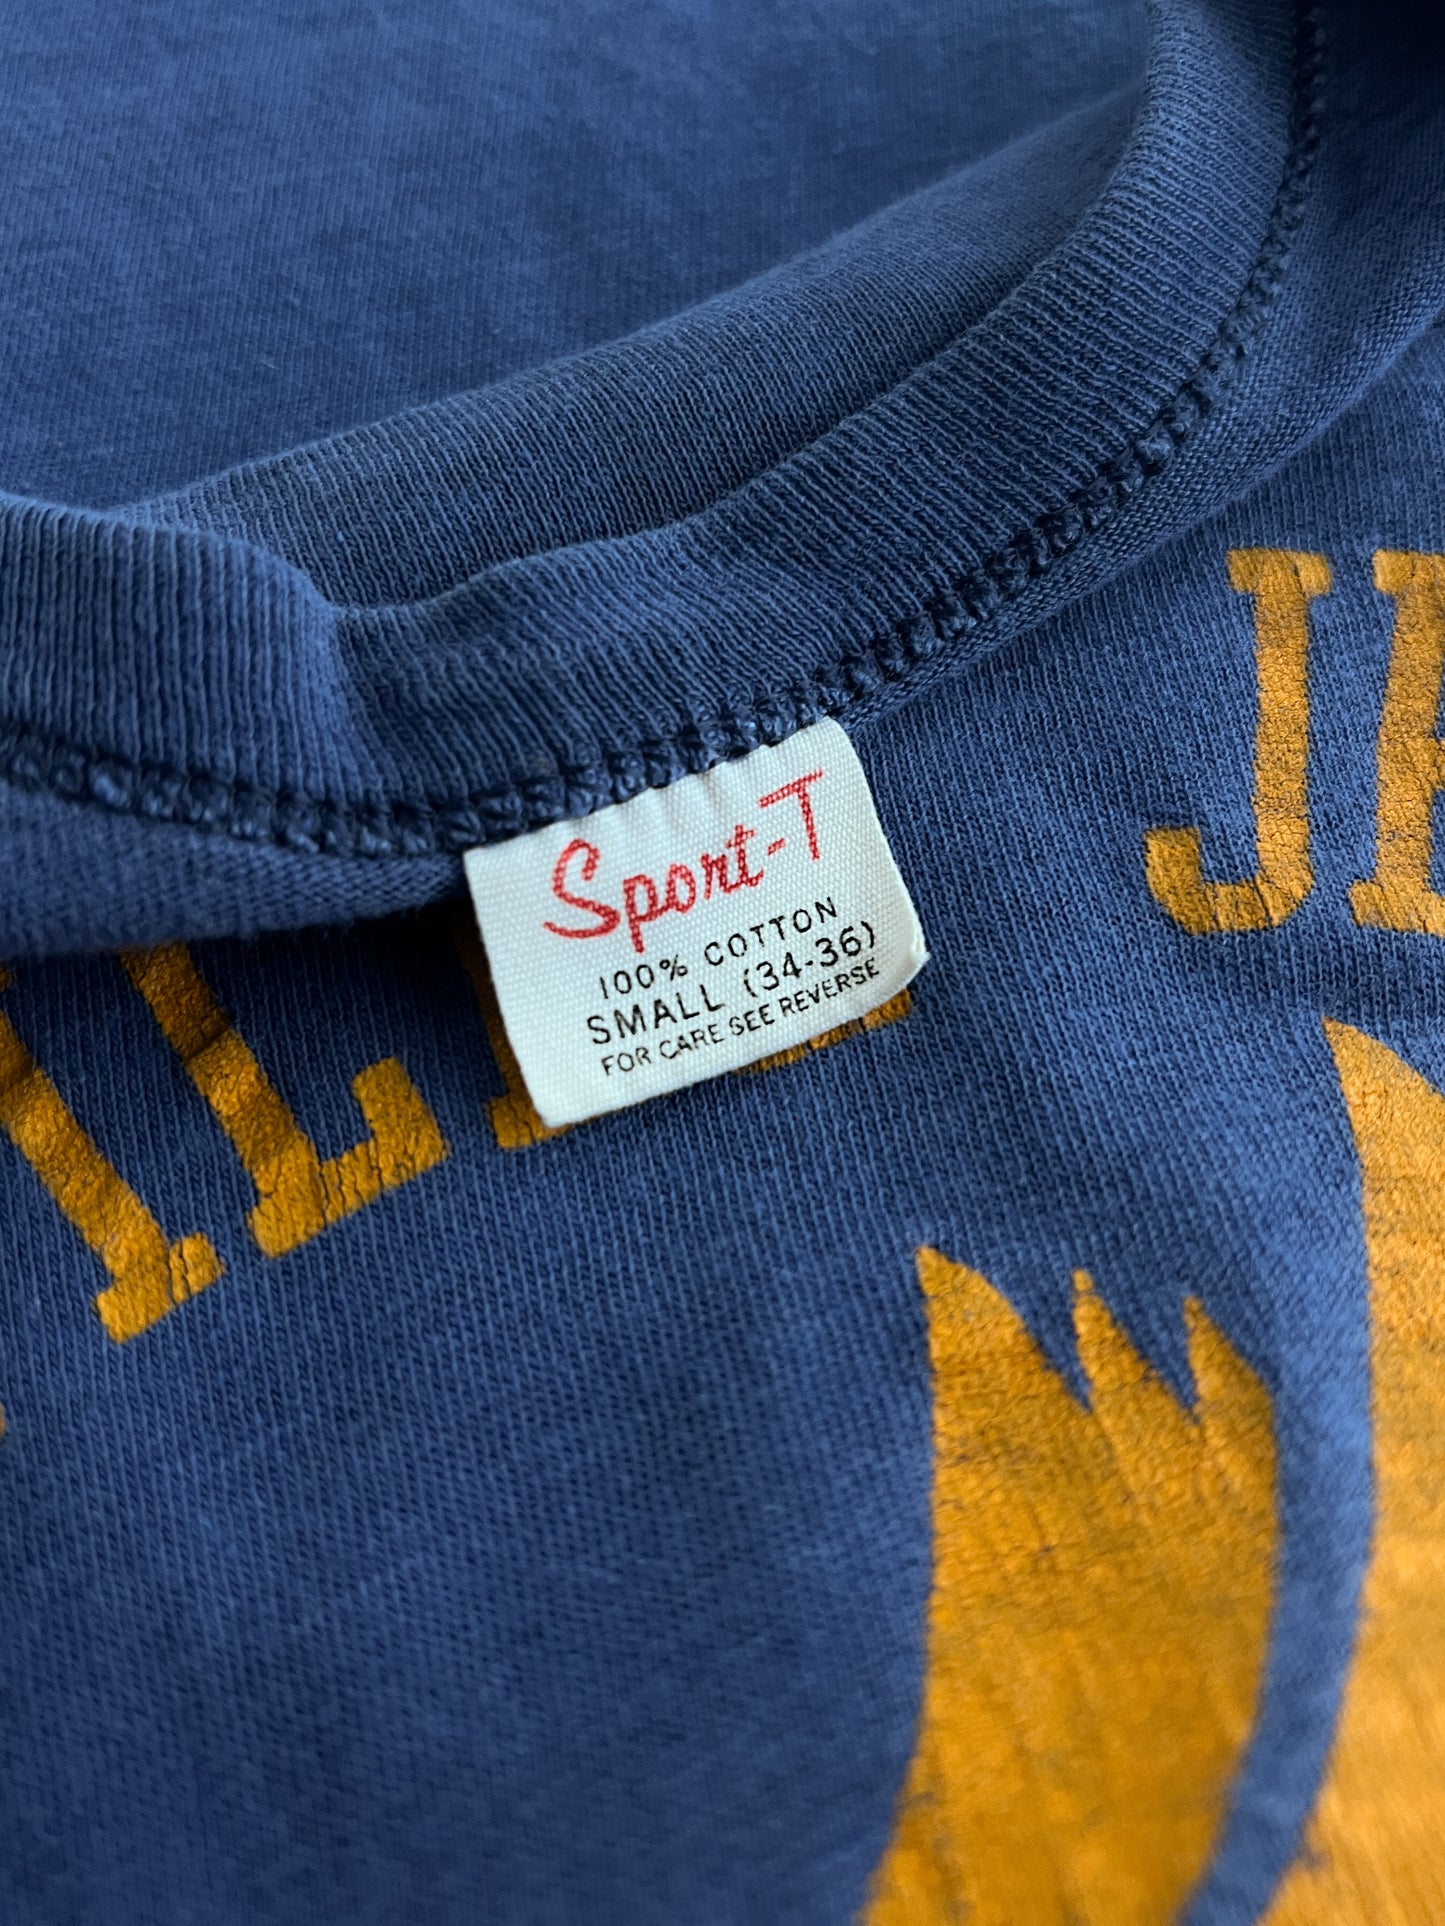 Sport-T
100% COTTON
SMALL (34-36)
FOR CARE SEE REVERSE